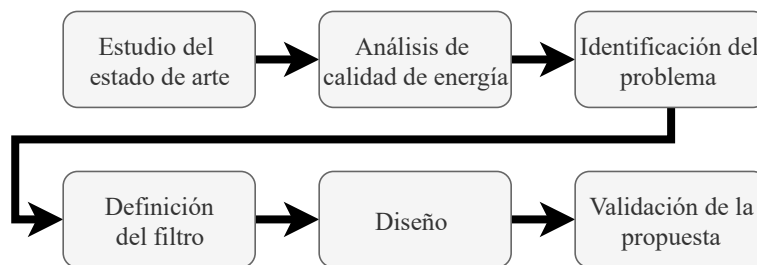 Estudio del
estado de arte
Análisis de
calidad de energía
Identificación del
problema
Definición
del filtro
Diseño
Validación de la
propuesta